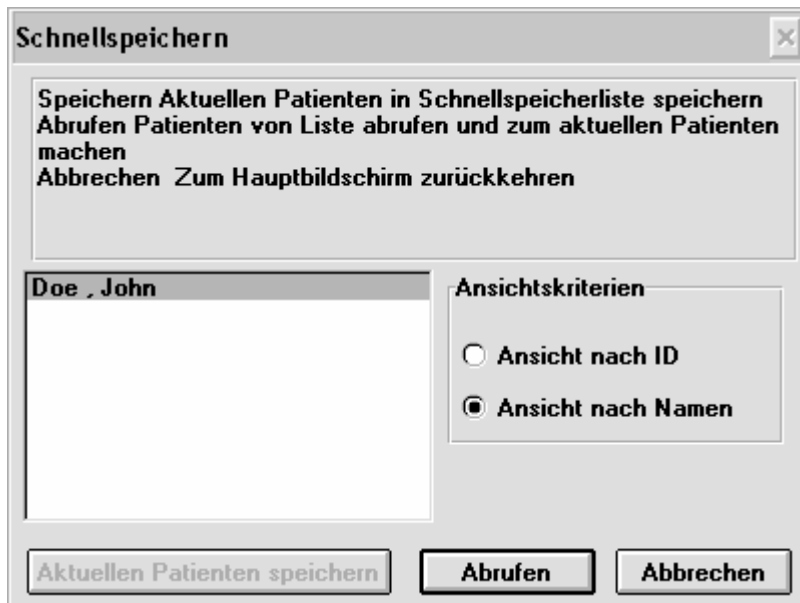 Schnellspeichern
Speichern Aktuellen Patienten in Schnellspeicherliste speichern
Abrufen Patienten von Liste abrufen und zum aktuellen Patienten
machen
Abbrechen Zum Hauptbildschirm zurückkehren
Doe , John
Ansichtskriterien
Ansicht nach ID
Ansicht nach Namen
Aktuellen Patienten speichern
Abrufen
Abbrechen